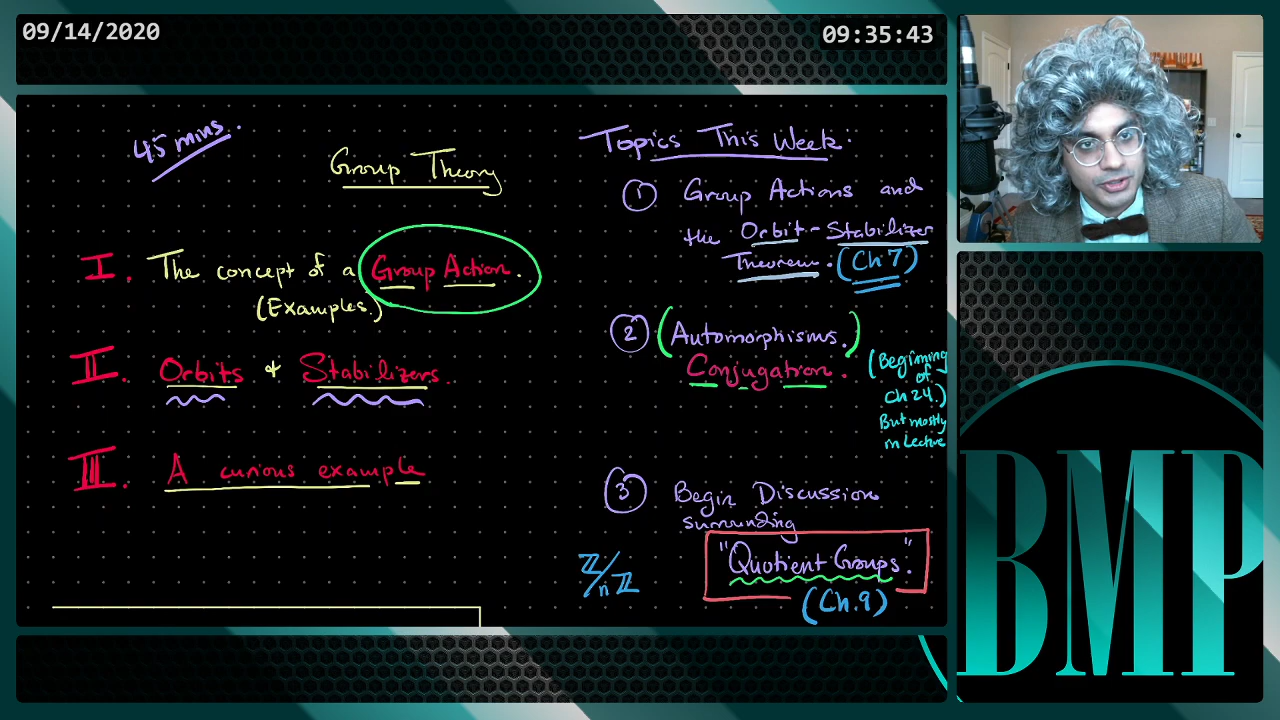 09/14/2020
09:35:43
45 mins.
Group Theory
I. The concept of a Group Action.
(Examples.)
II. Orbits & Stabilizers.
III. A curious example
Topics This Week:
① Group Actions and
the Orbit-Stabilizer
Theorem. (Ch 7)
② (Automorphisms.)
Conjugation.
(Beginning
of
Ch 24.)
But mostly
in Lecture
③ Begin Discussion
surrounding
"Quotient Groups".
ℤ/nℤ
(Ch. 9)
BMP